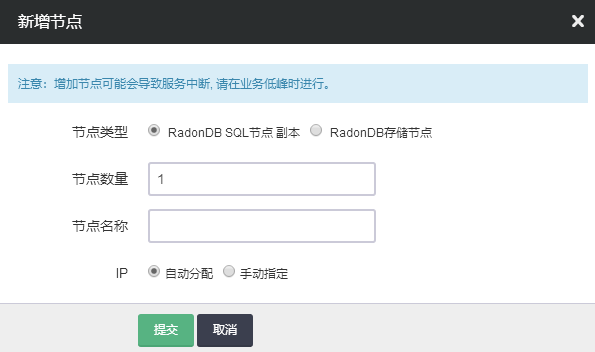 新增节点
注意：增加节点可能会导致服务中断, 请在业务低峰时进行。
节点类型 RadonDB SQL节点 副本 RadonDB存储节点
节点数量 1
节点名称
IP 自动分配 手动指定
提交 取消